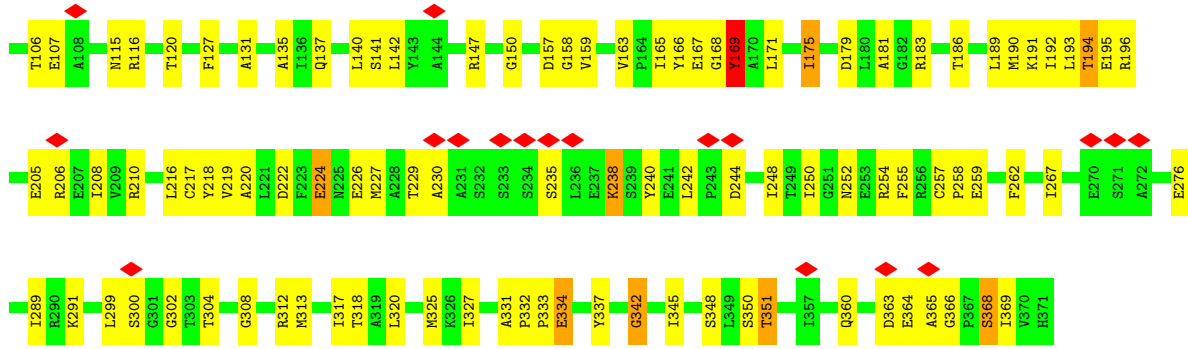 T106 E107 A108 N115 R116 T120 F127 A131 A135 I136 Q137 L140 S141 L142 Y143 A144 R147 G150 D157 G158 V159 V163 P164 I165 Y166 E167 G168 Y169 A170 L171 I175 D179 L180 A181 G182 R183 T186 L189 M190 K191 I192 L193 T194 E195 R196
E205 R206 E207 I208 V209 R210 L216 C217 Y218 V219 A220 L221 D222 F223 E224 N225 E226 M227 A228 T229 A230 A231 S232 S233 S234 S235 L236 E237 K238 S239 Y240 E241 L242 P243 D244 I248 T249 I250 G251 N252 E253 R254 F255 R256 C257 P258 E259 F262 I267 E270 S271 A272 E276
I289 R290 K291 L299 S300 G301 G302 T303 T304 G308 R312 M313 I317 T318 A319 L320 M325 K326 I327 A331 P332 P333 E334 Y337 G342 I345 S348 L349 S350 T351 I357 Q360 D363 E364 A365 G366 P367 S368 I369 V370 H371